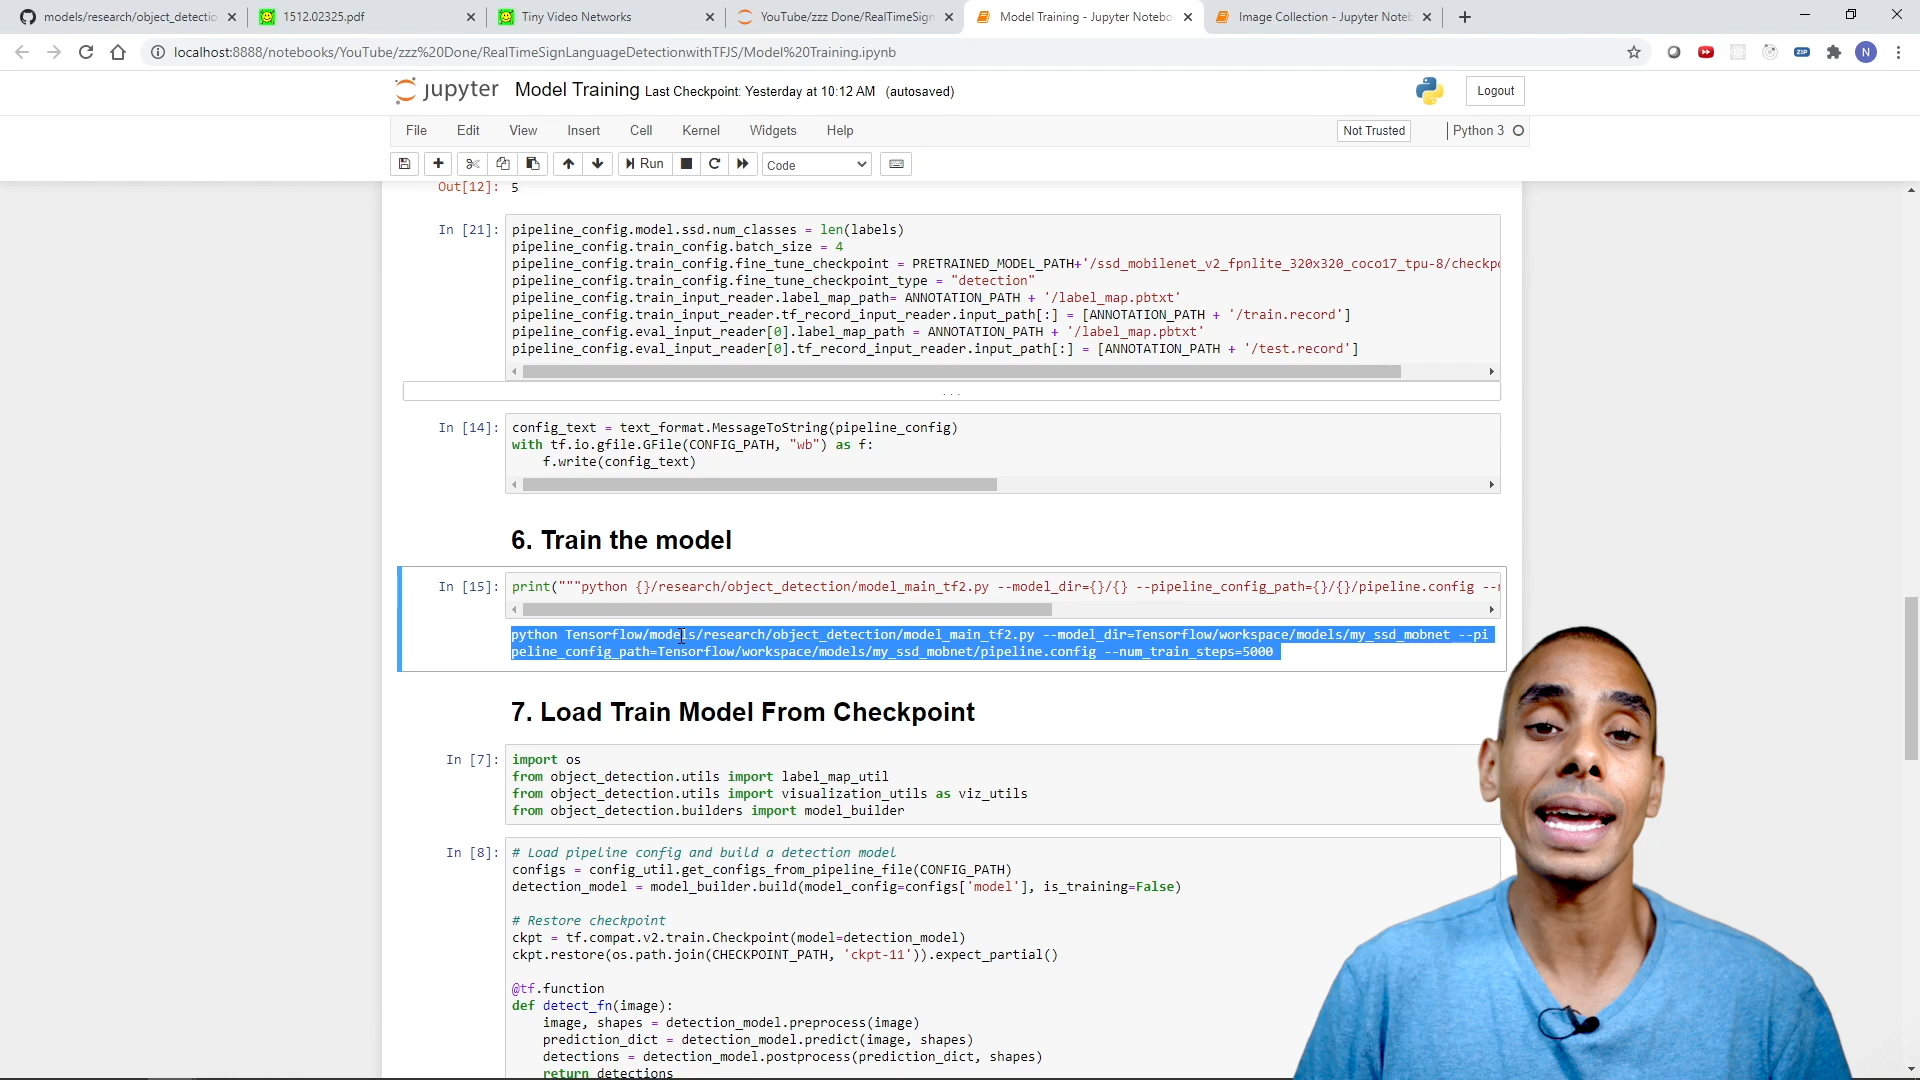 models/research/object_detectio
1512.02325.pdf
Tiny Video Networks
YouTube/zzz Done/RealTimeSign
Model Training - Jupyter Notebo
Image Collection - Jupyter Noteb
localhost:8888/notebooks/YouTube/zzz%20Done/RealTimeSignLanguageDetectionwithTFJS/Model%20Training.ipynb
ZIP
N
jupyter Model Training Last Checkpoint: Yesterday at 10:12 AM (autosaved)
Logout
File Edit View Insert Cell Kernel Widgets Help
Not Trusted
Python 3
Run
Code
Out[12]: 5
In [21]: pipeline_config.model.ssd.num_classes = len(labels)
pipeline_config.train_config.batch_size = 4
pipeline_config.train_config.fine_tune_checkpoint = PRETRAINED_MODEL_PATH+'/ssd_mobilenet_v2_fpnlite_320x320_coco17_tpu-8/checkpo
pipeline_config.train_config.fine_tune_checkpoint_type = "detection"
pipeline_config.train_input_reader.label_map_path= ANNOTATION_PATH + '/label_map.pbtxt'
pipeline_config.train_input_reader.tf_record_input_reader.input_path[:] = [ANNOTATION_PATH + '/train.record']
pipeline_config.eval_input_reader[0].label_map_path = ANNOTATION_PATH + '/label_map.pbtxt'
pipeline_config.eval_input_reader[0].tf_record_input_reader.input_path[:] = [ANNOTATION_PATH + '/test.record']
...
In [14]: config_text = text_format.MessageToString(pipeline_config)
with tf.io.gfile.GFile(CONFIG_PATH, "wb") as f:
f.write(config_text)
6. Train the model
In [15]: print("""python {}/research/object_detection/model_main_tf2.py --model_dir={}/{} --pipeline_config_path={}/{}/pipeline.config --n
python Tensorflow/models/research/object_detection/model_main_tf2.py --model_dir=Tensorflow/workspace/models/my_ssd_mobnet --pi
peline_config_path=Tensorflow/workspace/models/my_ssd_mobnet/pipeline.config --num_train_steps=5000
7. Load Train Model From Checkpoint
In [7]: import os
from object_detection.utils import label_map_util
from object_detection.utils import visualization_utils as viz_utils
from object_detection.builders import model_builder
In [8]: # Load pipeline config and build a detection model
configs = config_util.get_configs_from_pipeline_file(CONFIG_PATH)
detection_model = model_builder.build(model_config=configs['model'], is_training=False)
# Restore checkpoint
ckpt = tf.compat.v2.train.Checkpoint(model=detection_model)
ckpt.restore(os.path.join(CHECKPOINT_PATH, 'ckpt-11')).expect_partial()
@tf.function
def detect_fn(image):
image, shapes = detection_model.preprocess(image)
prediction_dict = detection_model.predict(image, shapes)
detections = detection_model.postprocess(prediction_dict, shapes)
return detections